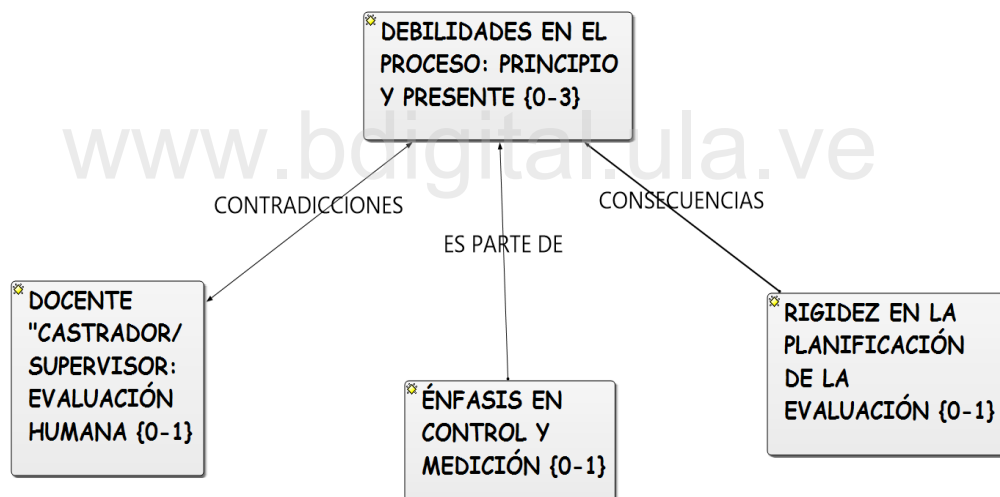 DEBILIDADES EN EL
PROCESO: PRINCIPIO
Y PRESENTE {0-3}
www.bdigital.ula.ve
CONTRADICCIONES
CONSECUENCIAS
ES PARTE DE
DOCENTE
"CASTRADOR/
SUPERVISOR:
EVALUACIÓN
HUMANA {0-1}
ÉNFASIS EN
CONTROL Y
MEDICIÓN {0-1}
RIGIDEZ EN LA
PLANIFICACIÓN
DE LA
EVALUACIÓN {0-1}